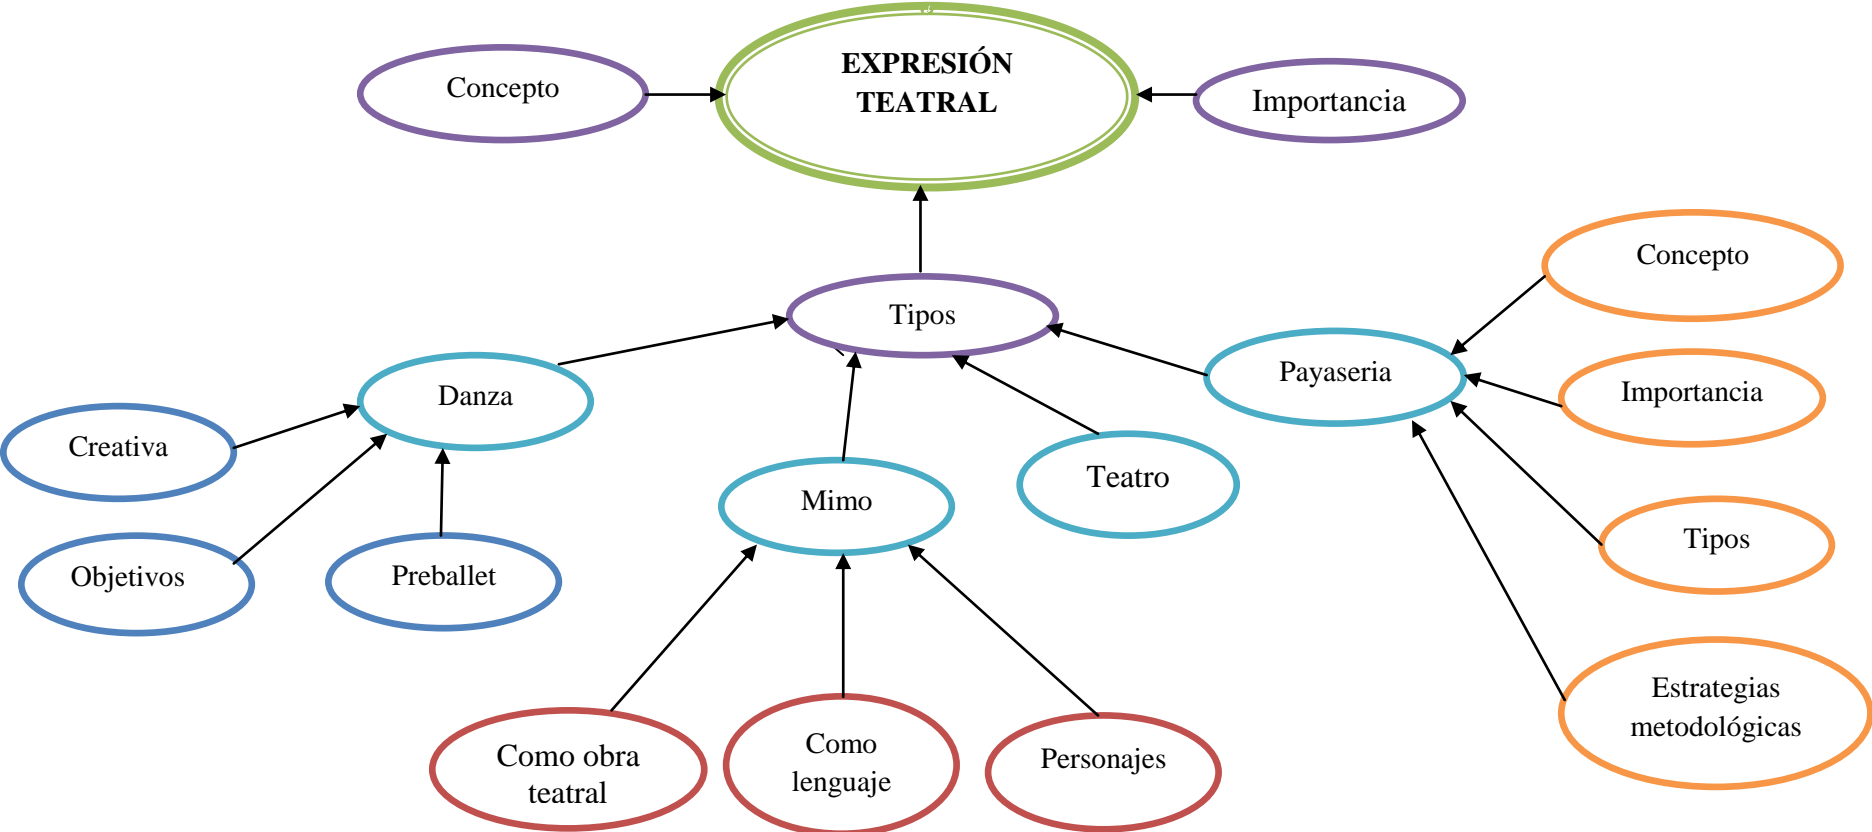 EXPRESIÓN
TEATRAL
Concepto
Importancia
Tipos
Concepto
Payaseria
Importancia
Danza
Creativa
Teatro
Mimo
Tipos
Objetivos
Preballet
Estrategias
metodológicas
Como obra
teatral
Como
lenguaje
Personajes